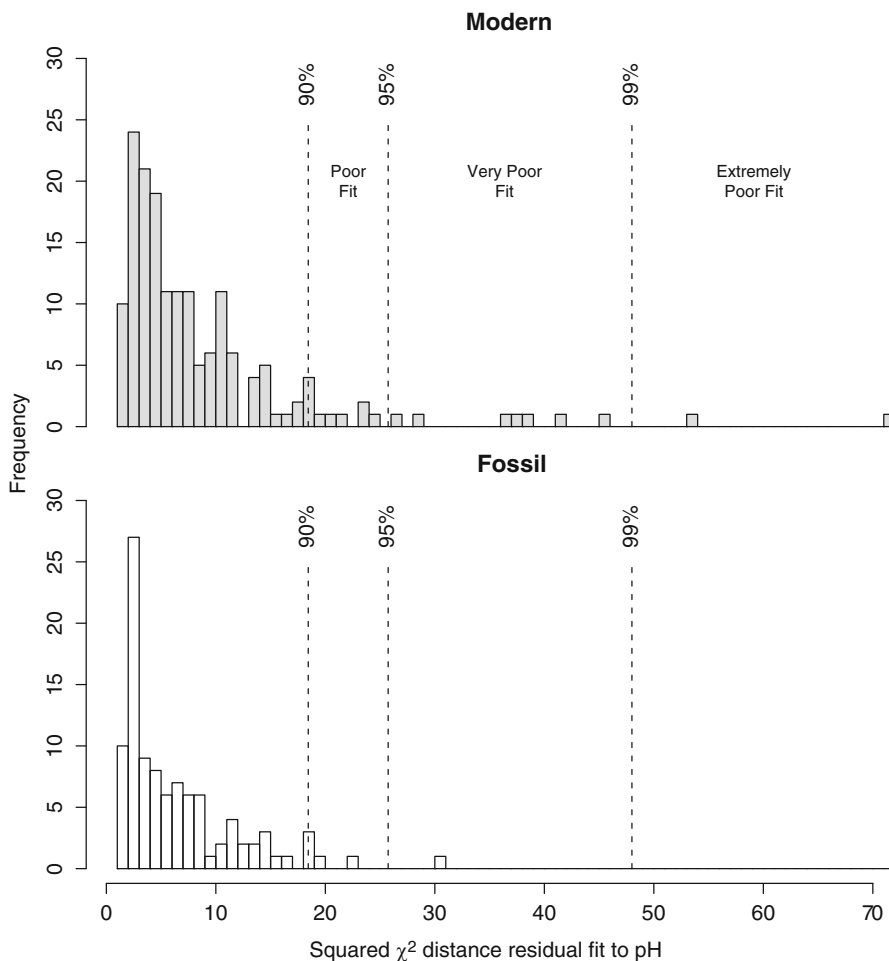 Modern
30
25
20
15
10
5
0
90%
95%
99%
Poor
Fit
Very Poor
Fit
Extremely
Poor Fit
Frequency
Fossil
30
25
20
15
10
5
0
90%
95%
99%
0 10 20 30 40 50 60 70
Squared χ² distance residual fit to pH